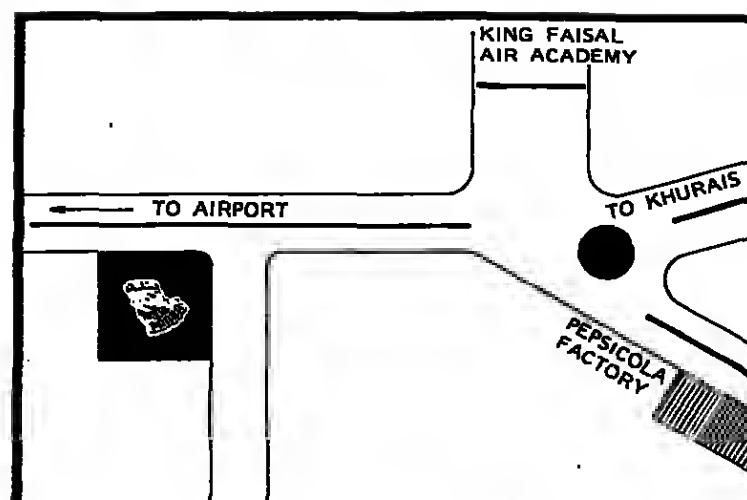 KING FAISAL
AIR ACADEMY
TO AIRPORT
TO KHURAIS
PEPSICOLA
FACTORY